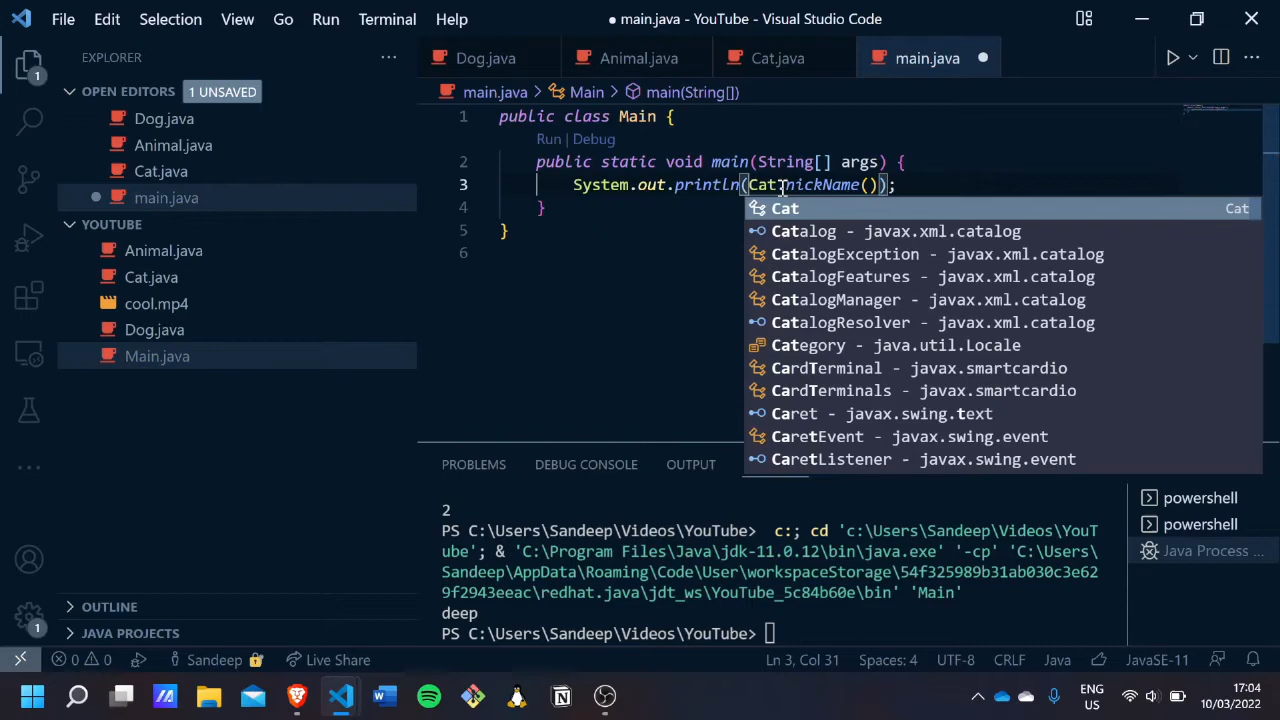 File Edit Selection View Go Run Terminal Help
● main.java - YouTube - Visual Studio Code
EXPLORER
OPEN EDITORS 1 UNSAVED
Dog.java
Animal.java
Cat.java
main.java
YOUTUBE
Animal.java
Cat.java
cool.mp4
Dog.java
Main.java
OUTLINE
JAVA PROJECTS
1
1
Dog.java Animal.java Cat.java main.java
main.java > Main > main(String[])
1 public class Main {
Run | Debug
2 public static void main(String[] args) {
3 System.out.println(Cat.nickName());
4 }
5 }
6
Cat Cat
Catalog - javax.xml.catalog
CatalogException - javax.xml.catalog
CatalogFeatures - javax.xml.catalog
CatalogManager - javax.xml.catalog
CatalogResolver - javax.xml.catalog
Category - java.util.Locale
CardTerminal - javax.smartcardio
CardTerminals - javax.smartcardio
Caret - javax.swing.text
CaretEvent - javax.swing.event
CaretListener - javax.swing.event
PROBLEMS DEBUG CONSOLE OUTPUT
2
PS C:\Users\Sandeep\Videos\YouTube> c:; cd 'c:\Users\Sandeep\Videos\YouT
ube'; & 'C:\Program Files\Java\jdk-11.0.12\bin\java.exe' '-cp' 'C:\Users\
Sandeep\AppData\Roaming\Code\User\workspaceStorage\54f325989b31ab030c3e62
9f2943eeac\redhat.java\jdt_ws\YouTube_5c84b60e\bin' 'Main'
deep
PS C:\Users\Sandeep\Videos\YouTube>
powershell
powershell
Java Process ...
0 0 Sandeep Live Share Ln 3, Col 31 Spaces: 4 UTF-8 CRLF Java JavaSE-11
ENG
US
17:04
10/03/2022